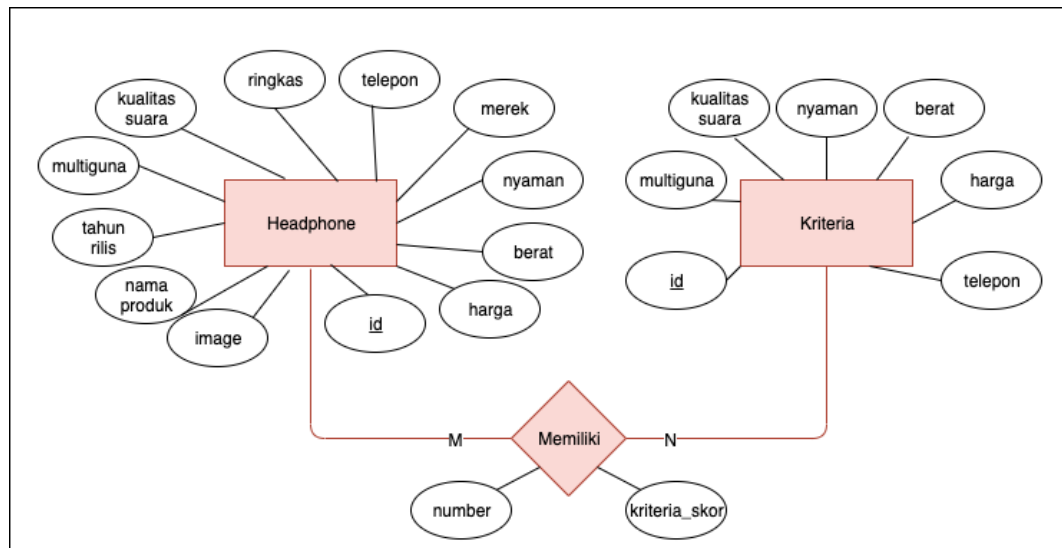 ringkas
telepon
kualitas
suara
merek
multiguna
nyaman
Headphone
tahun
rilis
berat
nama
produk
harga
image
id
kualitas
suara
nyaman
berat
multiguna
harga
Kriteria
id
telepon
M
Memiliki
N
number
kriteria_skor